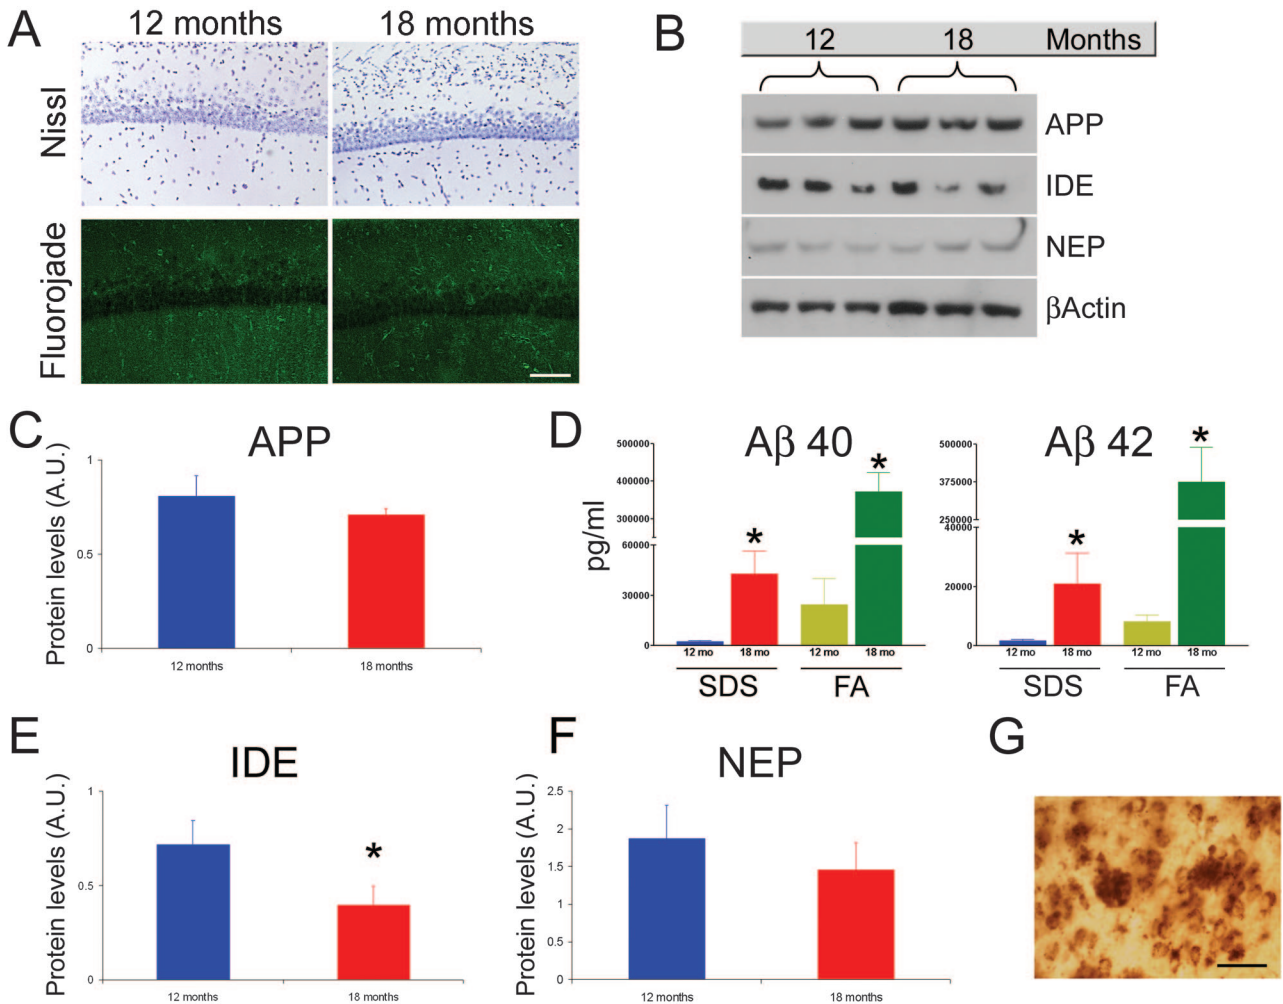 A
12 months
18 months
Nissl
Fluorojade
B
12
18
Months
APP
IDE
NEP
βActin
C
APP
Protein levels (A.U.)
1
0.5
0
12 months
18 months
D
Aβ 40
pg/ml
500000
400000
300000
60000
30000
0
*
*
12 mo
18 mo
12 mo
18 mo
SDS
FA
Aβ 42
500000
375000
250000
40000
20000
0
*
*
12 mo
18 mo
12 mo
18 mo
SDS
FA
E
IDE
Protein levels (A.U.)
1
0.5
0
*
12 months
18 months
F
NEP
Protein levels (A.U.)
2.5
2
1.5
1
0.5
0
12 months
18 months
G